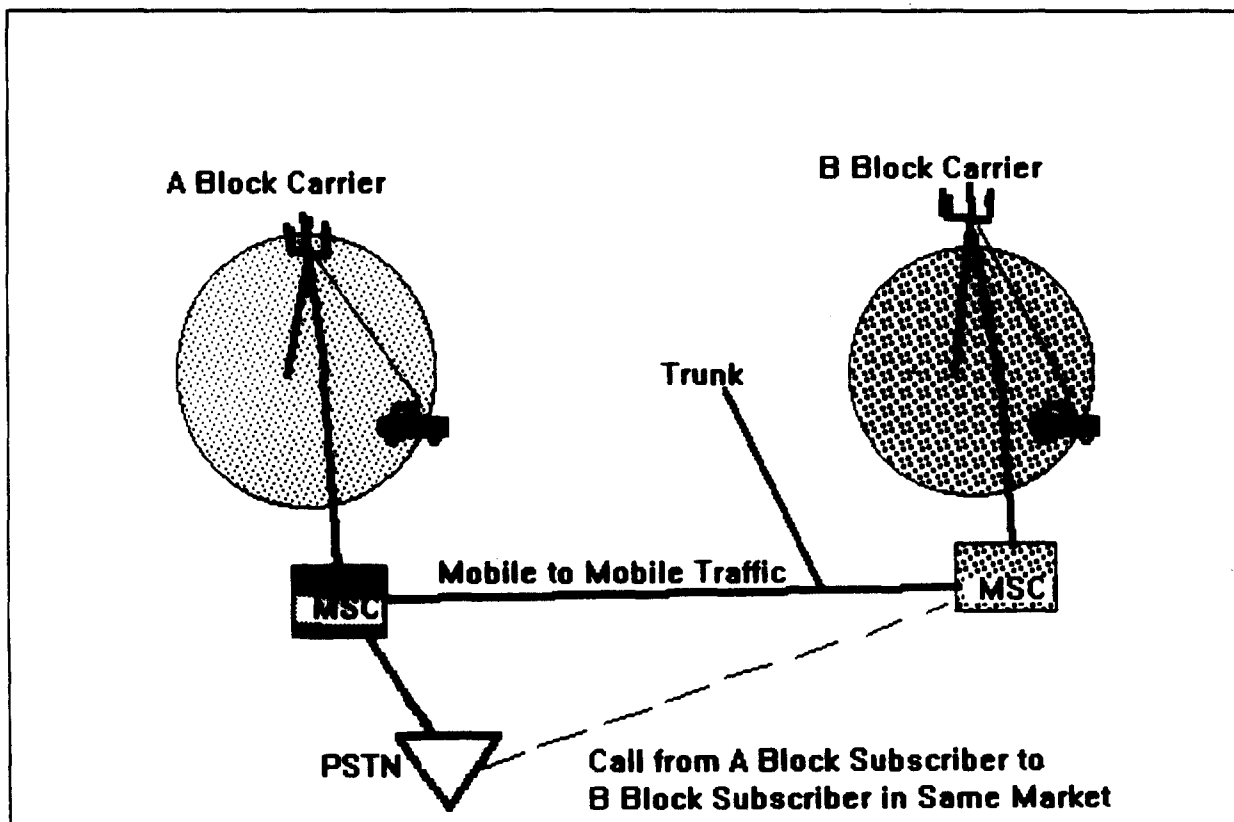 A Block Carrier
B Block Carrier
Trunk
Mobile to Mobile Traffic
MSC
MSC
PSTN
Call from A Block Subscriber to
B Block Subscriber in Same Market